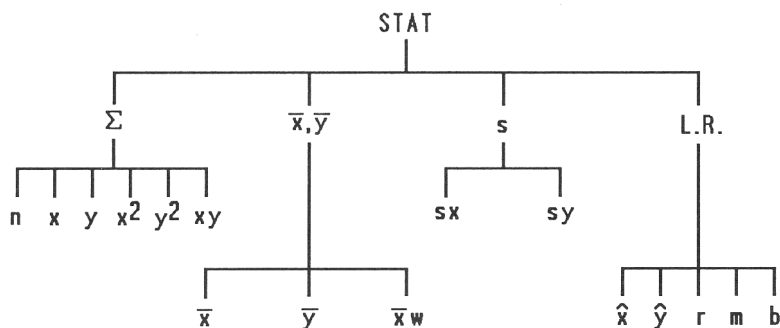 STAT
Σ x̅,y̅ s L.R.
n x y x² y² xy
sx sy
x̅ y̅ x̅w
x̂ ŷ r m b